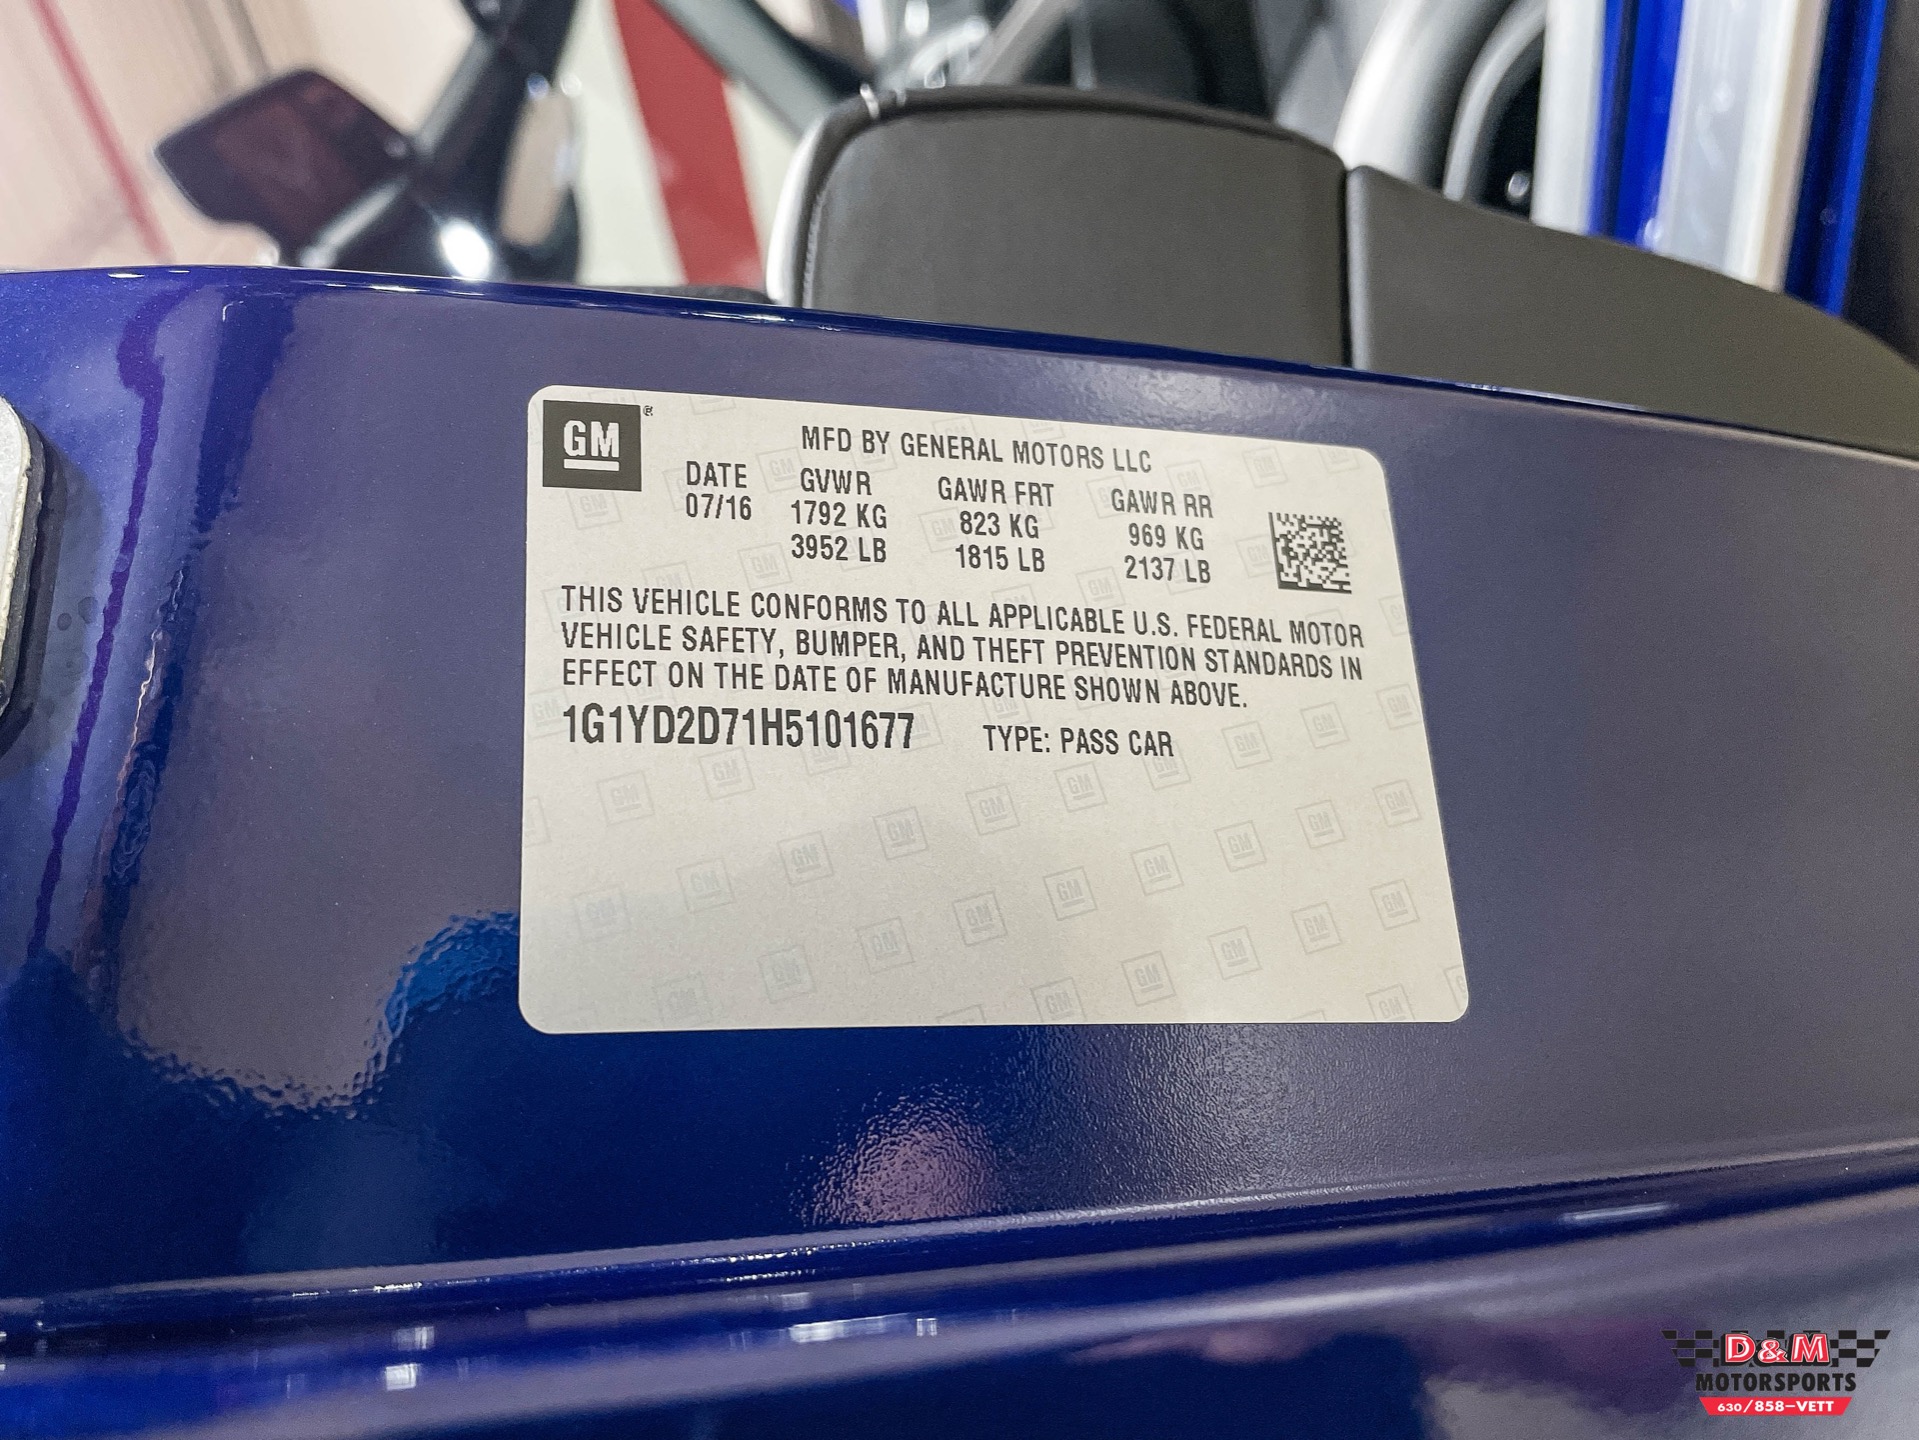 GM
MFD BY GENERAL MOTORS LLC
DATE GVWR GAWR FRT GAWR RR
07/16 1792 KG 823 KG 969 KG
3952 LB 1815 LB 2137 LB
THIS VEHICLE CONFORMS TO ALL APPLICABLE U.S. FEDERAL MOTOR
VEHICLE SAFETY, BUMPER, AND THEFT PREVENTION STANDARDS IN
EFFECT ON THE DATE OF MANUFACTURE SHOWN ABOVE.
1G1YD2D71H5101677 TYPE: PASS CAR
D&M
MOTORSPORTS
630/858-VETT